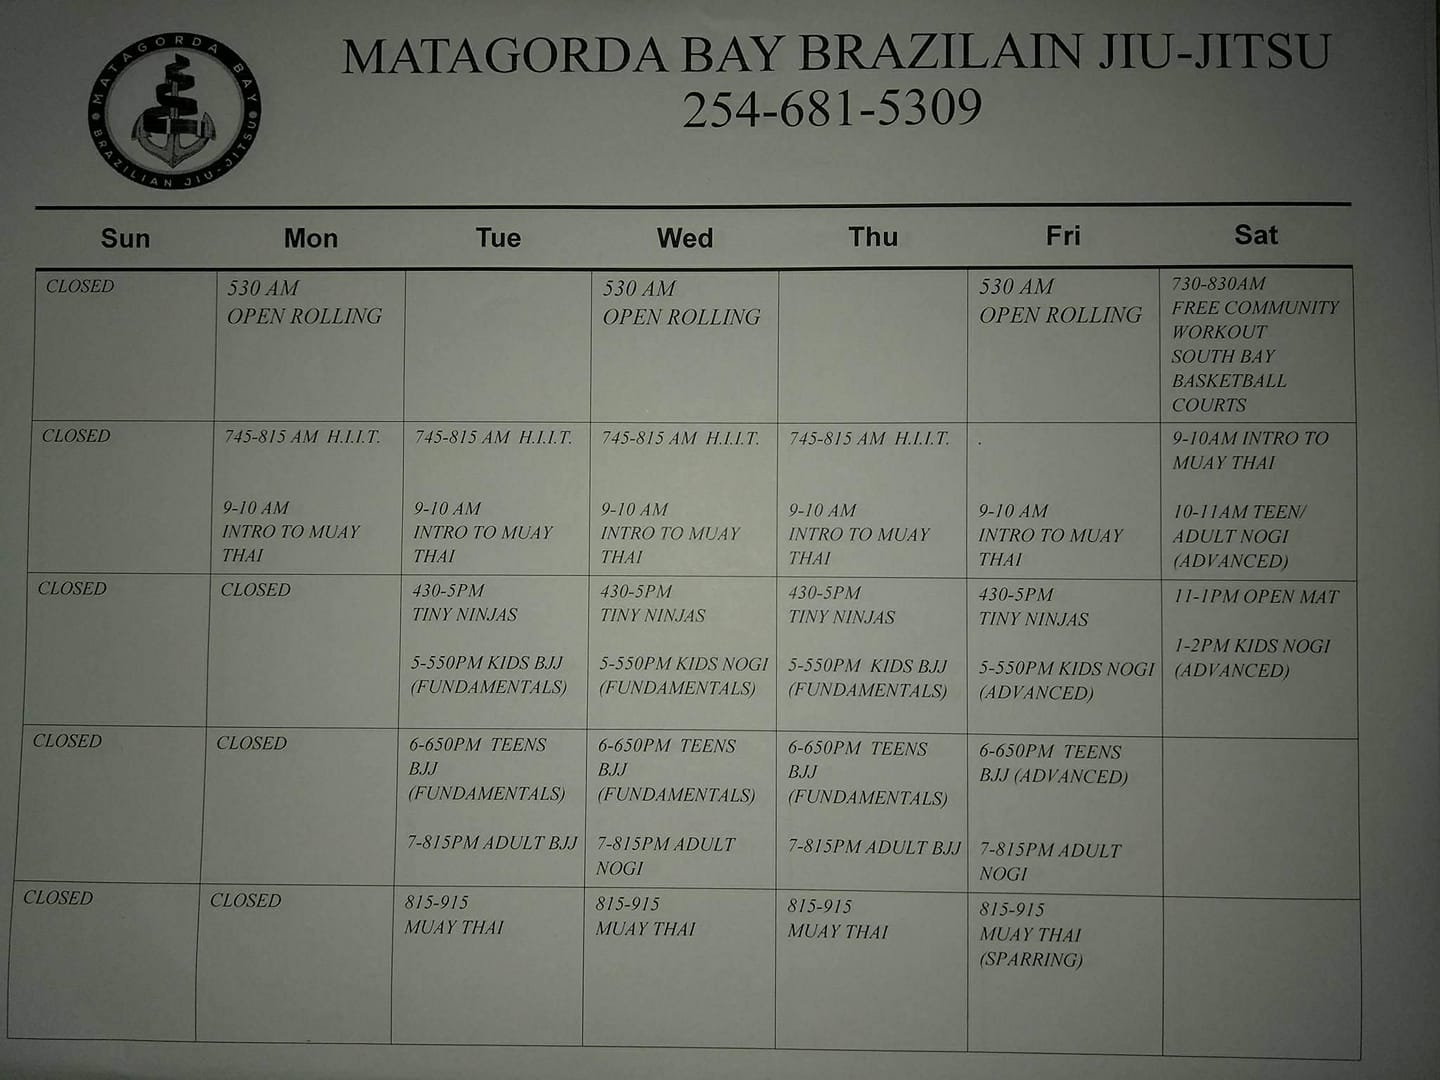 MATAGORDA BAY
BRAZILIAN JIU-JITSU
MATAGORDA BAY BRAZILAIN JIU-JITSU
254-681-5309
Sun Mon Tue Wed Thu Fri Sat
CLOSED
530 AM
OPEN ROLLING
530 AM
OPEN ROLLING
530 AM
OPEN ROLLING
730-830AM
FREE COMMUNITY
WORKOUT
SOUTH BAY
BASKETBALL
COURTS
CLOSED
745-815 AM H.I.I.T.
9-10 AM
INTRO TO MUAY
THAI
745-815 AM H.I.I.T.
9-10 AM
INTRO TO MUAY
THAI
745-815 AM H.I.I.T.
9-10 AM
INTRO TO MUAY
THAI
745-815 AM H.I.I.T.
9-10 AM
INTRO TO MUAY
THAI
.
9-10 AM
INTRO TO MUAY
THAI
9-10AM INTRO TO
MUAY THAI
10-11AM TEEN/
ADULT NOGI
(ADVANCED)
CLOSED
CLOSED
430-5PM
TINY NINJAS
5-550PM KIDS BJJ
(FUNDAMENTALS)
430-5PM
TINY NINJAS
5-550PM KIDS NOGI
(FUNDAMENTALS)
430-5PM
TINY NINJAS
5-550PM KIDS BJJ
(FUNDAMENTALS)
430-5PM
TINY NINJAS
5-550PM KIDS NOGI
(ADVANCED)
11-1PM OPEN MAT
1-2PM KIDS NOGI
(ADVANCED)
CLOSED
CLOSED
6-650PM TEENS
BJJ
(FUNDAMENTALS)
7-815PM ADULT BJJ
6-650PM TEENS
BJJ
(FUNDAMENTALS)
7-815PM ADULT
NOGI
6-650PM TEENS
BJJ
(FUNDAMENTALS)
7-815PM ADULT BJJ
6-650PM TEENS
BJJ (ADVANCED)
7-815PM ADULT
NOGI
CLOSED
CLOSED
815-915
MUAY THAI
815-915
MUAY THAI
815-915
MUAY THAI
815-915
MUAY THAI
(SPARRING)